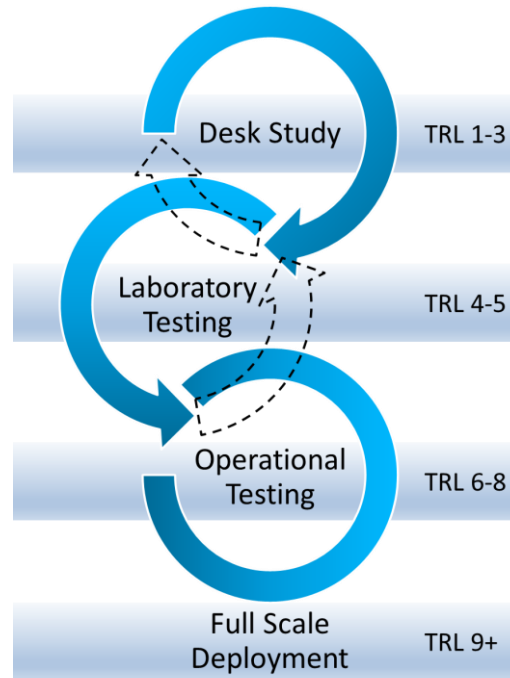 Desk Study TRL 1-3
Laboratory
Testing
TRL 4-5
Operational
Testing
TRL 6-8
Full Scale
Deployment
TRL 9+